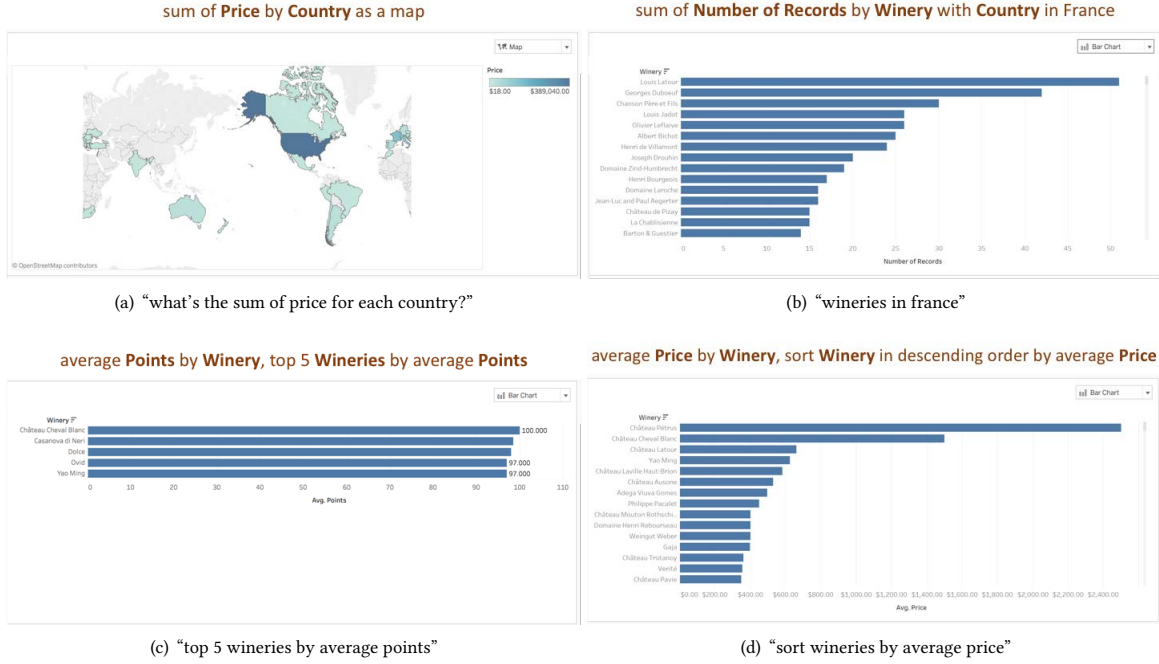 sum of Price by Country as a map
Map
Price
$18.00 $389,040.00
© OpenStreetMap contributors
(a) “what’s the sum of price for each country?”
sum of Number of Records by Winery with Country in France
Bar Chart
Winery
Louis Latour
Georges Duboeuf
Chanson Père et Fils
Louis Jadot
Olivier Leflaive
Albert Bichot
Henri de Villamont
Joseph Drouhin
Domaine Zind-Humbrecht
Henri Bourgeois
Domaine Laroche
Jean-Luc and Paul Aegerter
Château de Pizay
La Chablisienne
Barton & Guestier
0 5 10 15 20 25 30 35 40 45 50
Number of Records
(b) “wineries in france”
average Points by Winery, top 5 Wineries by average Points
Bar Chart
Winery
Château Cheval Blanc 100.000
Casanova di Neri
Dolce
Ovid 97.000
Yao Ming 97.000
0 10 20 30 40 50 60 70 80 90 100 110
Avg. Points
(c) “top 5 wineries by average points”
average Price by Winery, sort Winery in descending order by average Price
Bar Chart
Winery
Château Pétrus
Château Cheval Blanc
Château Latour
Yao Ming
Château Laville Haut-Brion
Château Ausone
Adega Viuva Gomes
Philippe Pacalet
Château Mouton Rothschi..
Domaine Henri Rebourseau
Weingut Weber
Gaja
Château Trotanoy
Verité
Château Pavie
$0.00 $200.00 $400.00 $600.00 $800.00 $1,000.00 $1,200.00 $1,400.00 $1,600.00 $1,800.00 $2,000.00 $2,200.00 $2,400.00
Avg. Price
(d) “sort wineries by average price”